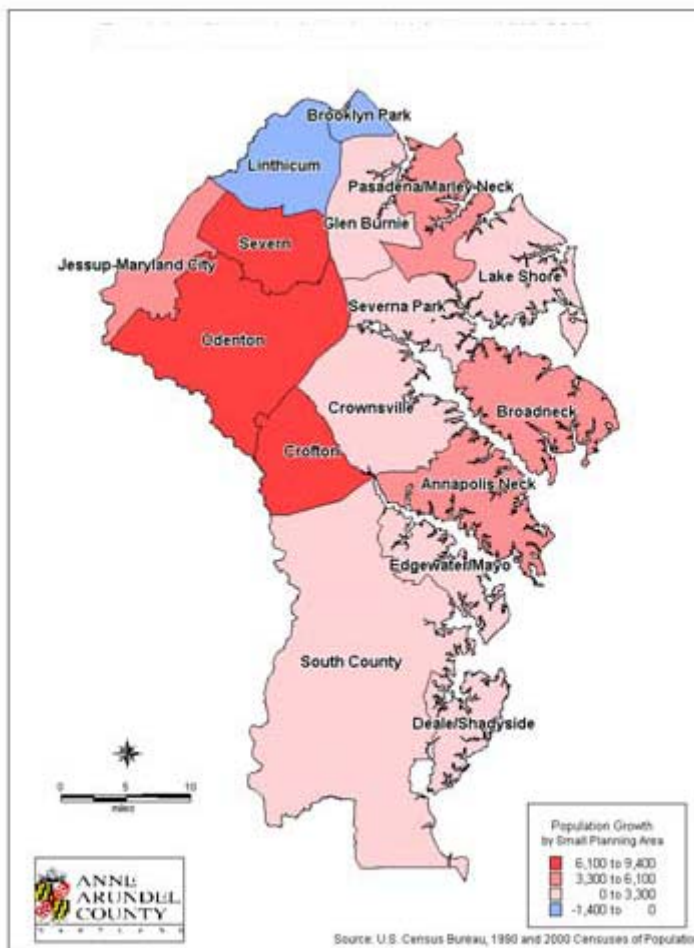 Brooklyn Park
Linthicum
Pasadena/Marley Neck
Glen Burnie
Severn
Jessup-Maryland City
Lake Shore
Severna Park
Odenton
Crownsville
Broadneck
Crofton
Annapolis Neck
Edgewater/Mayo
South County
Deale/Shadyside
0 5 10
miles
Population Growth
by Small Planning Area
6,100 to 9,400
3,300 to 6,100
0 to 3,300
-1,400 to 0
ANNE
ARUNDEL
COUNTY
MARYLAND
Source: U.S. Census Bureau, 1990 and 2000 Censuses of Populatio